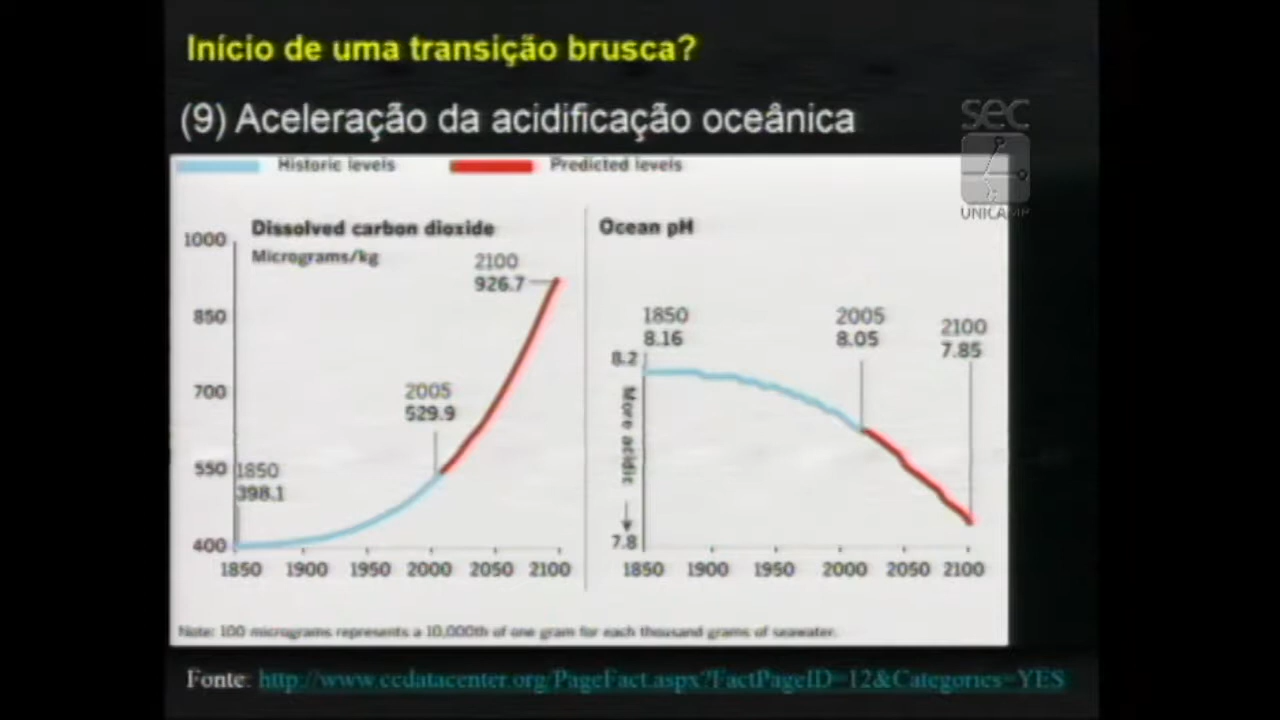 Início de uma transição brusca?
(9) Aceleração da acidificação oceânica
sec
UNICAMP
Historic levels
Predicted levels
Dissolved carbon dioxide
Micrograms/kg
1000
850
700
550
400
2100
926.7
2005
529.9
1850
398.1
1850 1900 1950 2000 2050 2100
Ocean pH
1850
8.16
2005
8.05
2100
7.85
8.2
More acidic
7.8
1850 1900 1950 2000 2050 2100
Note: 100 micrograms represents a 10,000th of one gram for each thousand grams of seawater.
Fonte: http://www.ccdatacenter.org/PageFact.aspx?FactPageID=12&Categories=YES